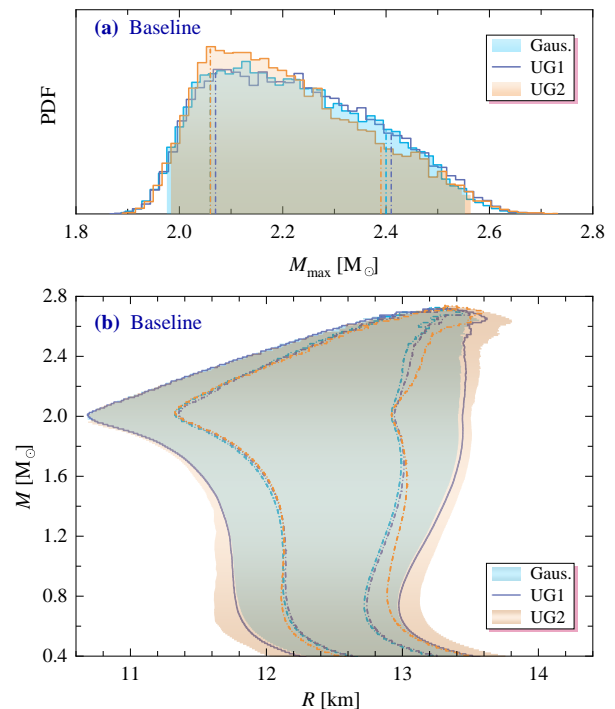 (a) Baseline
Gaus.
UG1
UG2
PDF
1.8 2.0 2.2 2.4 2.6 2.8
M_max [M_⊙]
(b) Baseline
2.8
2.4
2.0
1.6
1.2
0.8
0.4
M [M_⊙]
Gaus.
UG1
UG2
11 12 13 14
R [km]